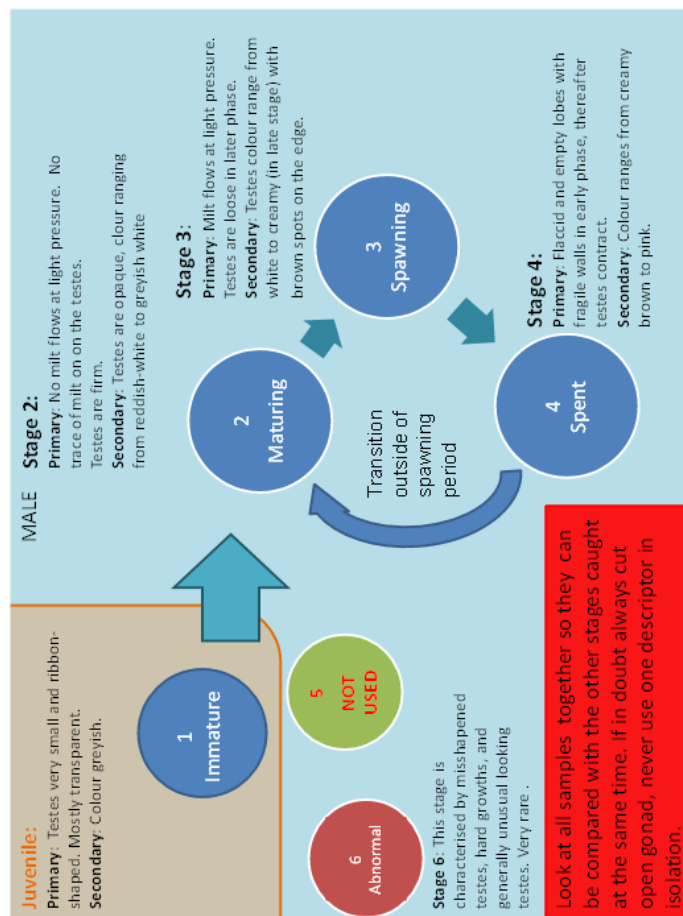 Juvenile:
Primary: Testes very small and ribbon-
shaped. Mostly transparent.
Secondary: Colour greyish.
MALE
Stage 2:
Primary: No milt flows at light pressure. No
trace of milt on on the testes.
Testes are firm.
Secondary: Testes are opaque, clour ranging
from reddish-white to greyish white
1
Immature
2
Maturing
Stage 3:
Primary: Milt flows at light pressure.
Testes are loose in later phase.
Secondary: Testes colour range from
white to creamy (in late stage) with
brown spots on the edge.
3
Spawning
Transition
outside of
spawning
period
4
Spent
Stage 4:
Primary: Flaccid and empty lobes with
fragile walls in early phase, thereafter
testes contract.
Secondary: Colour ranges from creamy
brown to pink.
5
NOT
USED
6
Abnormal
Stage 6: This stage is
characterised by misshapened
testes, hard growths, and
generally unusual looking
testes. Very rare .
Look at all samples together so they can
be compared with the other stages caught
at the same time. If in doubt always cut
open gonad, never use one descriptor in
isolation.